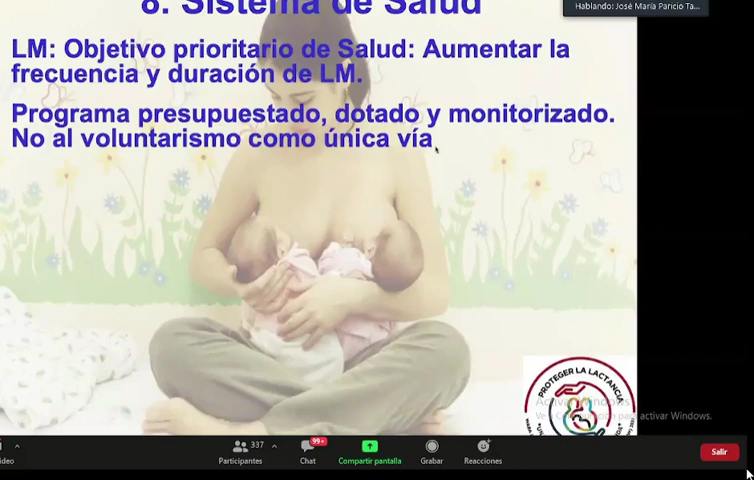 8. Sistema de Salud
Hablando: José María Paricio Ta...
LM: Objetivo prioritario de Salud: Aumentar la
frecuencia y duración de LM.
Programa presupuestado, dotado y monitorizado.
No al voluntarismo como única vía
PROTEGER LA LACTANCIA
activar Windows.
337
99+
Participantes
Chat
Compartir pantalla
Grabar
Reacciones
Salir